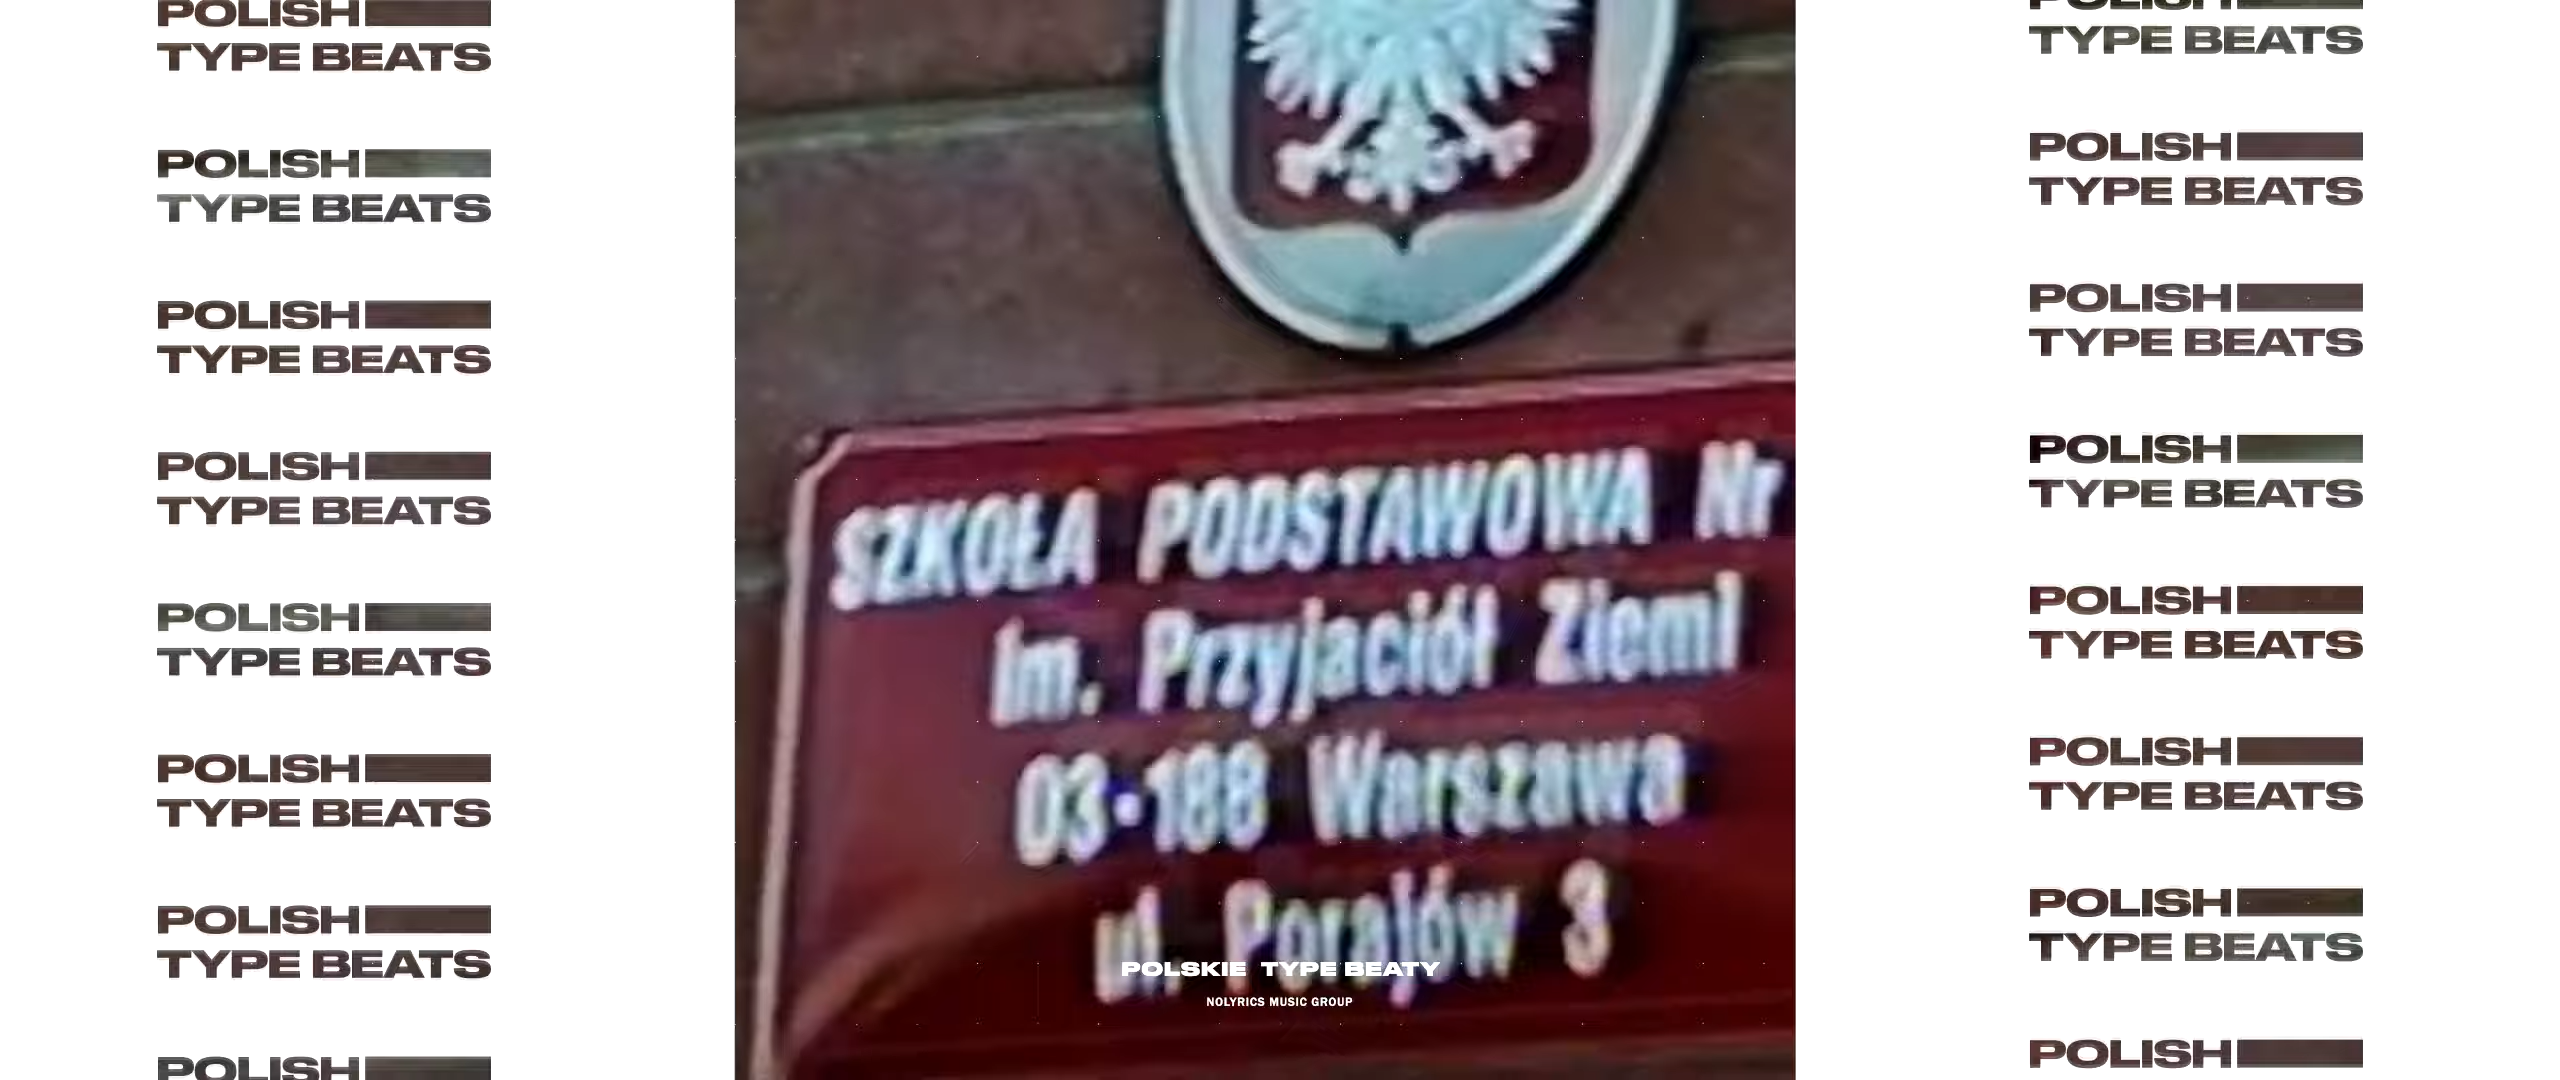 POLISH
TYPE BEATS
POLISH
TYPE BEATS
POLISH
TYPE BEATS
POLISH
TYPE BEATS
POLISH
TYPE BEATS
POLISH
TYPE BEATS
POLISH
TYPE BEATS
POLISH
SZKOŁA PODSTAWOWA Nr
im. Przyjaciół Ziemi
03-188 Warszawa
ul. Porajów 3
POLSKIE TYPE BEATY
NOLYRICS MUSIC GROUP
POLISH
TYPE BEATS
POLISH
TYPE BEATS
POLISH
TYPE BEATS
POLISH
TYPE BEATS
POLISH
TYPE BEATS
POLISH
TYPE BEATS
POLISH
TYPE BEATS
POLISH